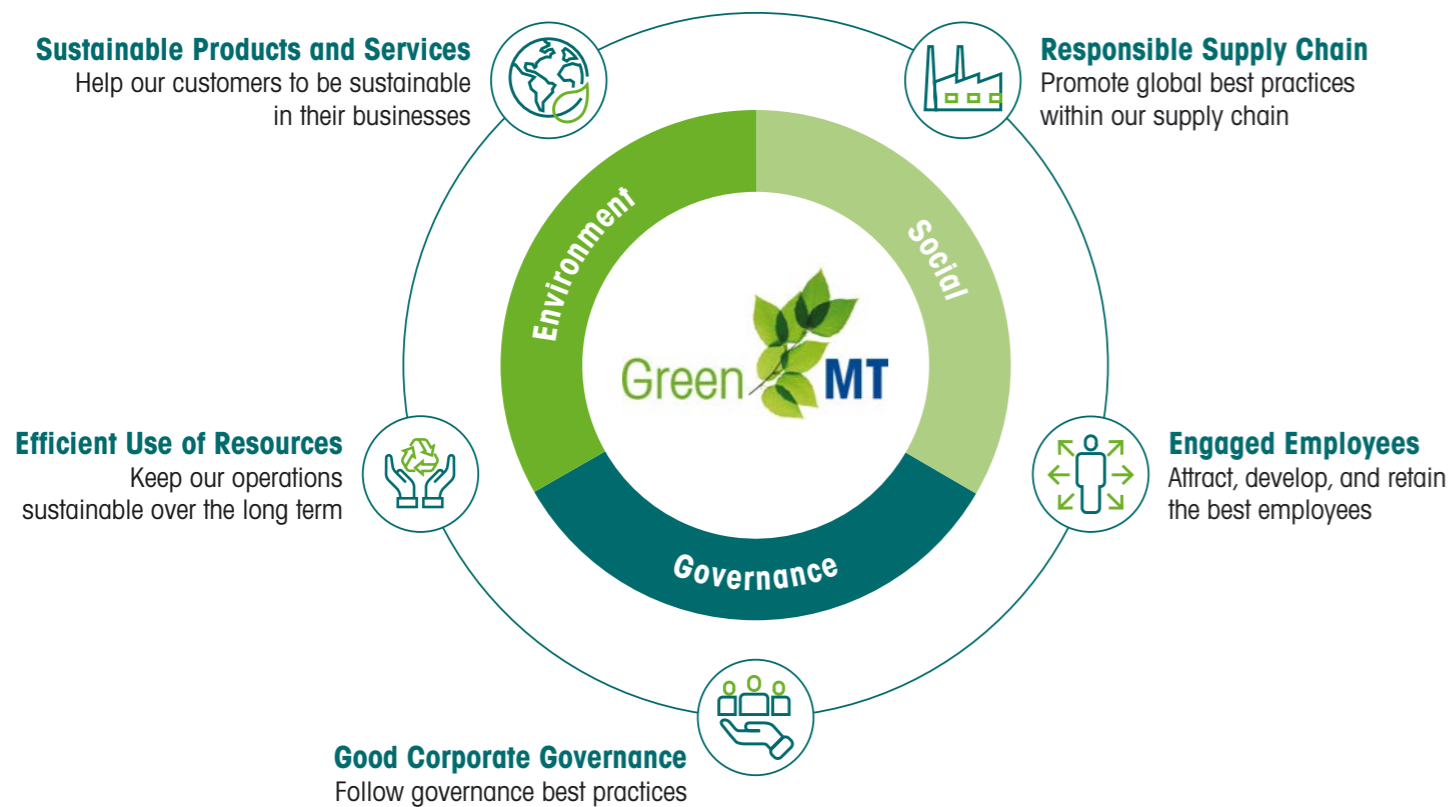 Sustainable Products and Services
Help our customers to be sustainable
in their businesses
Responsible Supply Chain
Promote global best practices
within our supply chain
Environment
Social
Green MT
Efficient Use of Resources
Keep our operations
sustainable over the long term
Engaged Employees
Attract, develop, and retain
the best employees
Governance
Good Corporate Governance
Follow governance best practices